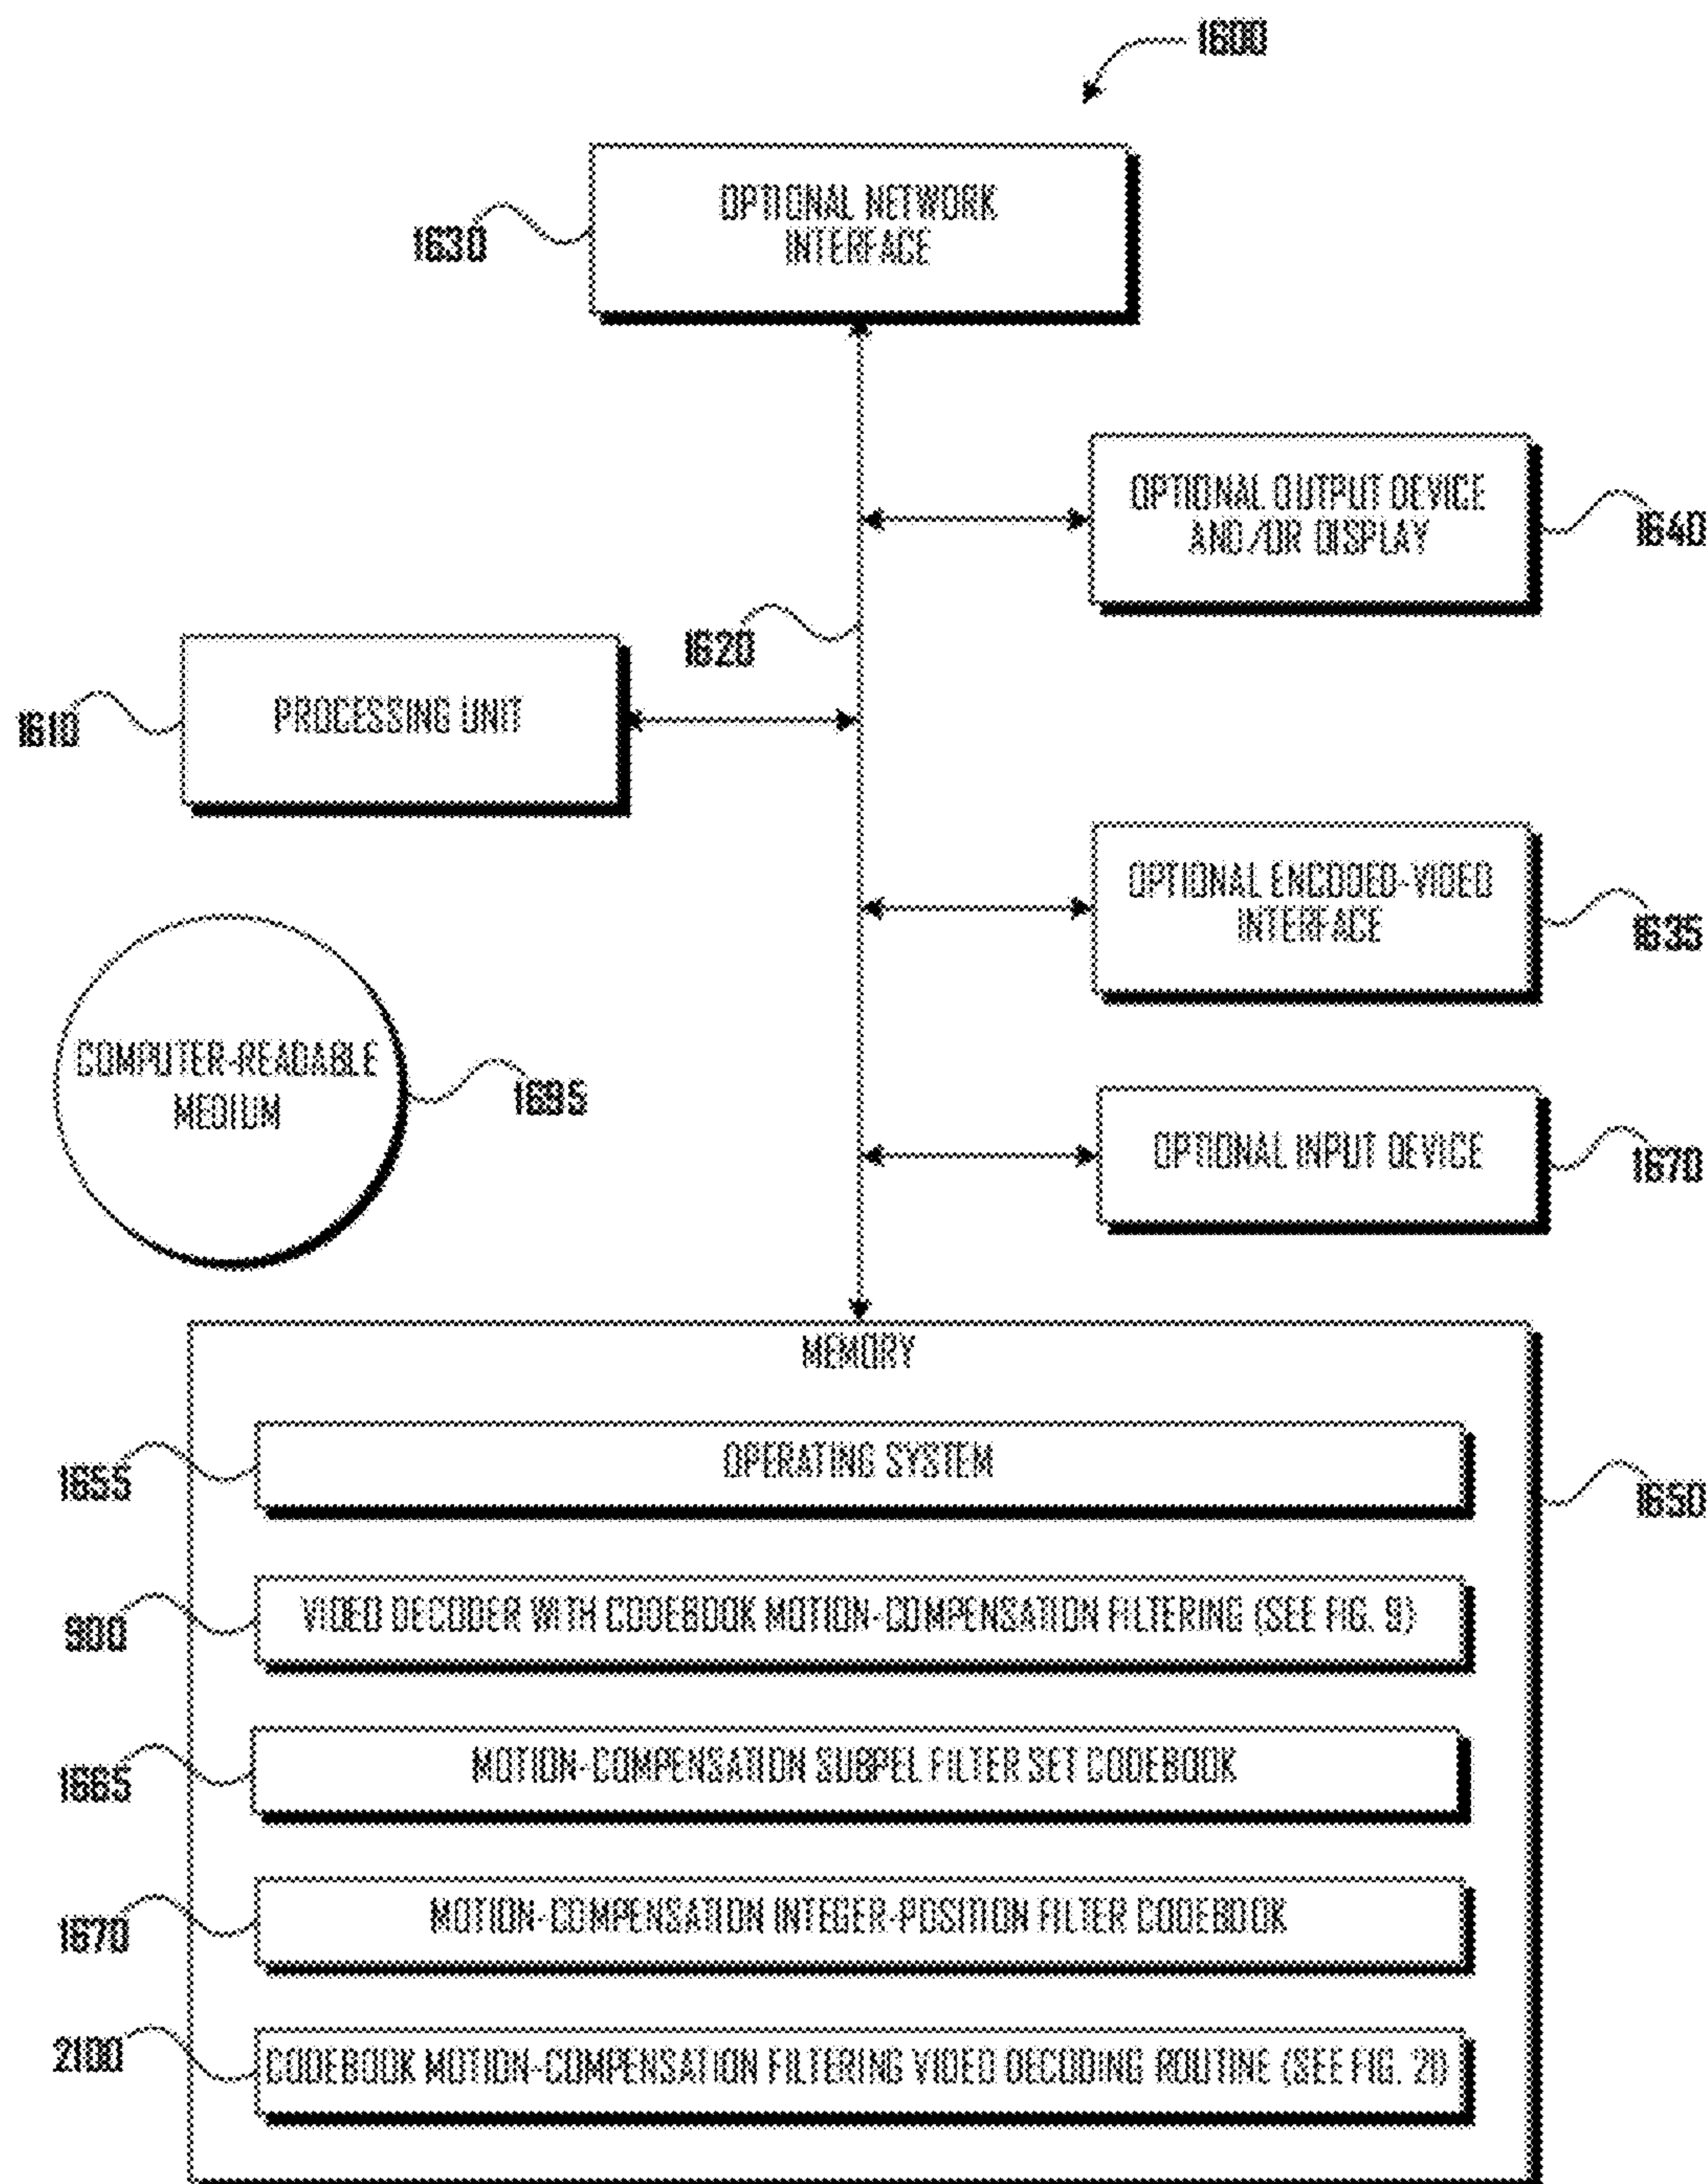 1600
OPTIONAL NETWORK
INTERFACE
1630
OPTIONAL OUTPUT DEVICE
AND/OR DISPLAY
1640
1620
PROCESSING UNIT
1610
OPTIONAL ENCODED-VIDEO
INTERFACE
1635
COMPUTER-READABLE
MEDIUM
1695
OPTIONAL INPUT DEVICE
1670
MEMORY
OPERATING SYSTEM
1655
1650
VIDEO DECODER WITH CODEBOOK MOTION-COMPENSATION FILTERING (SEE FIG. 9)
900
MOTION-COMPENSATION SUBPEL FILTER SET CODEBOOK
1665
MOTION-COMPENSATION INTEGER-POSITION FILTER CODEBOOK
1670
CODEBOOK MOTION-COMPENSATION FILTERING VIDEO DECODING ROUTINE (SEE FIG. 21)
2100